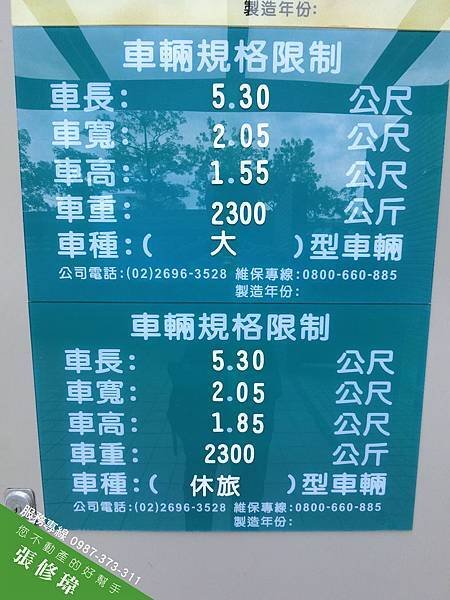 製造年份:
車輛規格限制
車長: 5.30 公尺
車寬: 2.05 公尺
車高: 1.55 公尺
車重: 2300 公斤
車種:( 大 )型車輛
公司電話:(02)2696-3528 維保專線:0800-660-885
製造年份:
車輛規格限制
車長: 5.30 公尺
車寬: 2.05 公尺
車高: 1.85 公尺
車重: 2300 公斤
車種:( 休旅 )型車輛
公司電話:(02)2696-3528 維保專線:0800-660-885
製造年份:
服務專線 0987-373-311
您不動產的好幫手
張修瑋